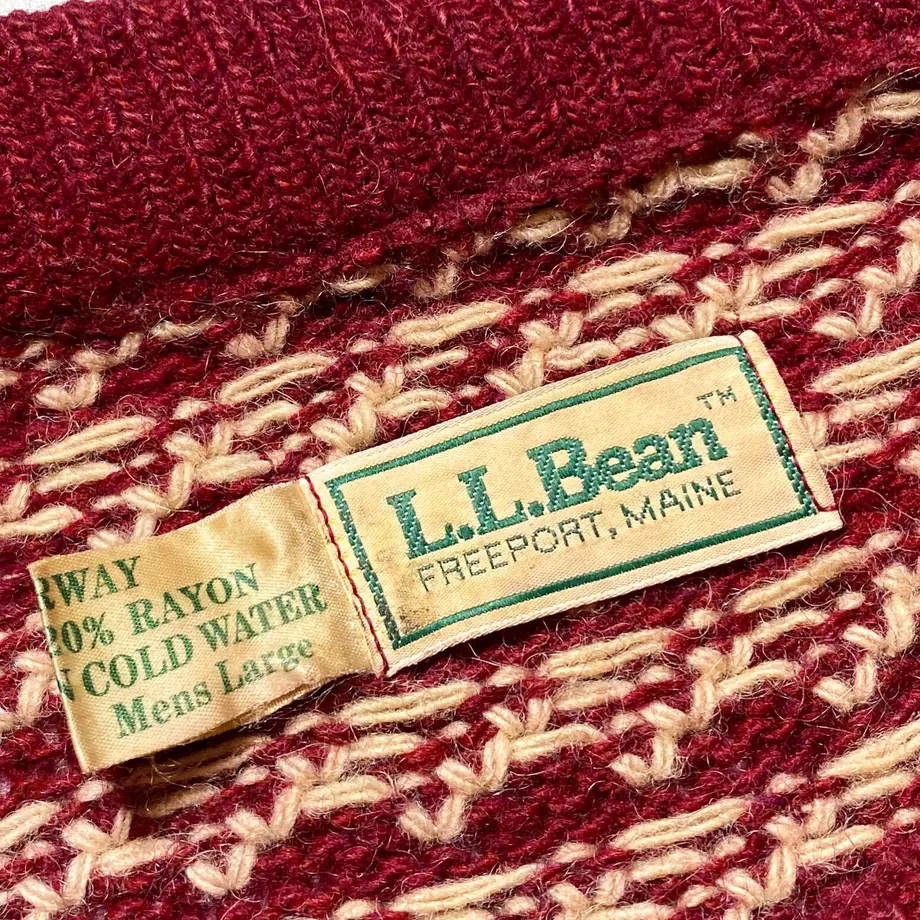 L.L.Bean™
FREEPORT, MAINE
RWAY
20% RAYON
COLD WATER
Mens Large